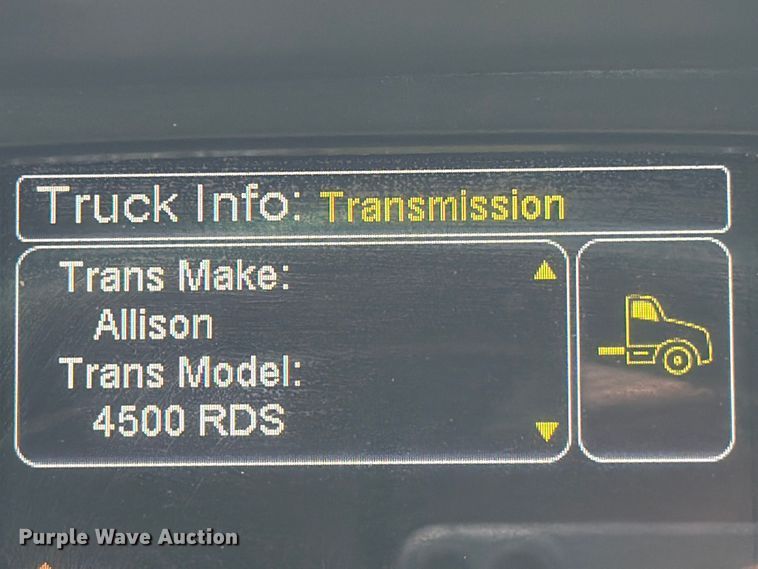 Truck Info: Transmission
Trans Make:
Allison
Trans Model:
4500 RDS
Purple Wave Auction